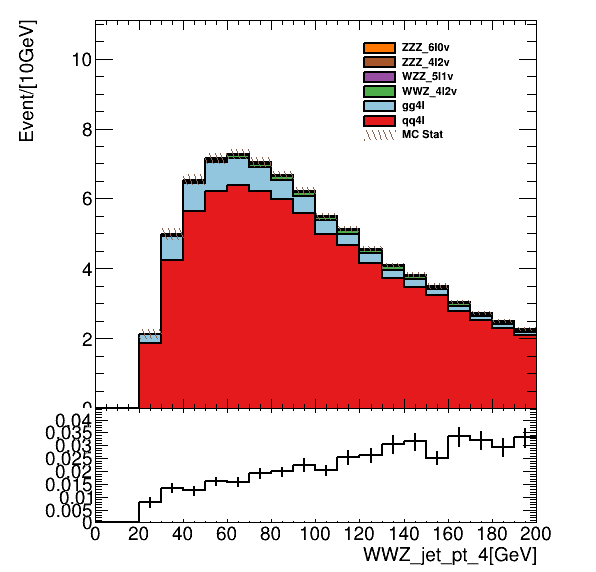 Event/[10GeV]
10
8
6
4
2
0
ZZZ_6l0v
ZZZ_4l2v
WZZ_5l1v
WWZ_4l2v
gg4l
qq4l
MC Stat
0.04
0.035
0.03
0.025
0.02
0.015
0.01
0.005
0
0 20 40 60 80 100 120 140 160 180 200
WWZ_jet_pt_4[GeV]